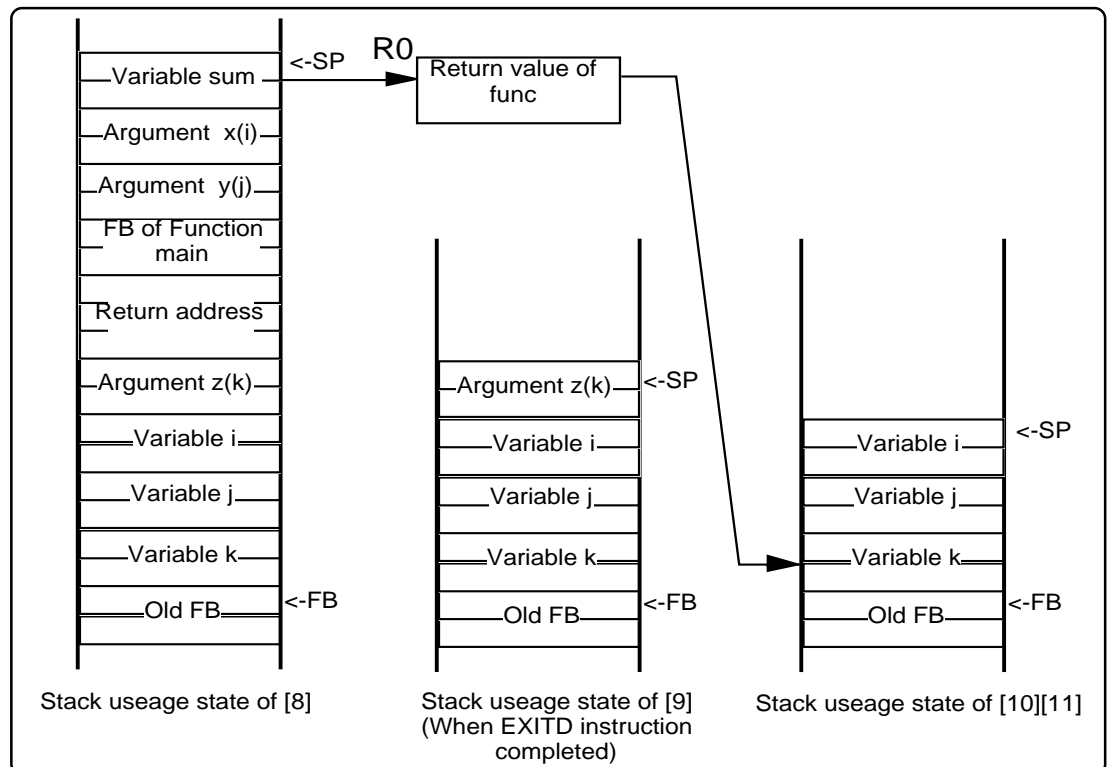 <-SP
R0
Variable sum
Return value of
func
Argument x(i)
Argument y(j)
FB of Function
main
Return address
Argument z(k)
Variable i
Variable j
Variable k
Old FB
<-FB
Stack useage state of [8]
Argument z(k)
<-SP
Variable i
Variable j
Variable k
Old FB
<-FB
Stack useage state of [9]
(When EXITD instruction
completed)
Variable i
<-SP
Variable j
Variable k
Old FB
<-FB
Stack useage state of [10][11]